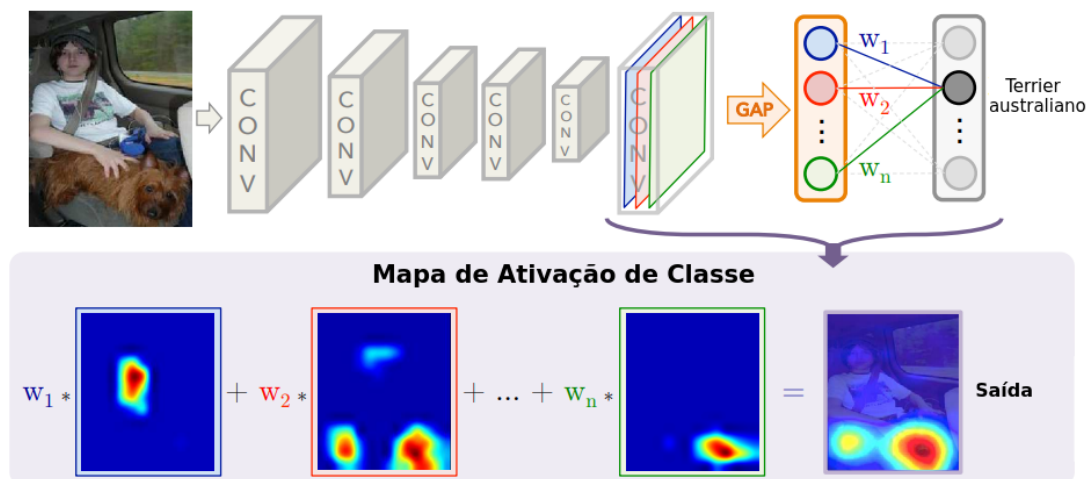 CONV
CONV
CONV
CONV
CONV
CONV
GAP
w1
w2
wn
⋮
⋮
Terrier
australiano
Mapa de Ativação de Classe
w1 * + w2 * + ... + wn * = Saída